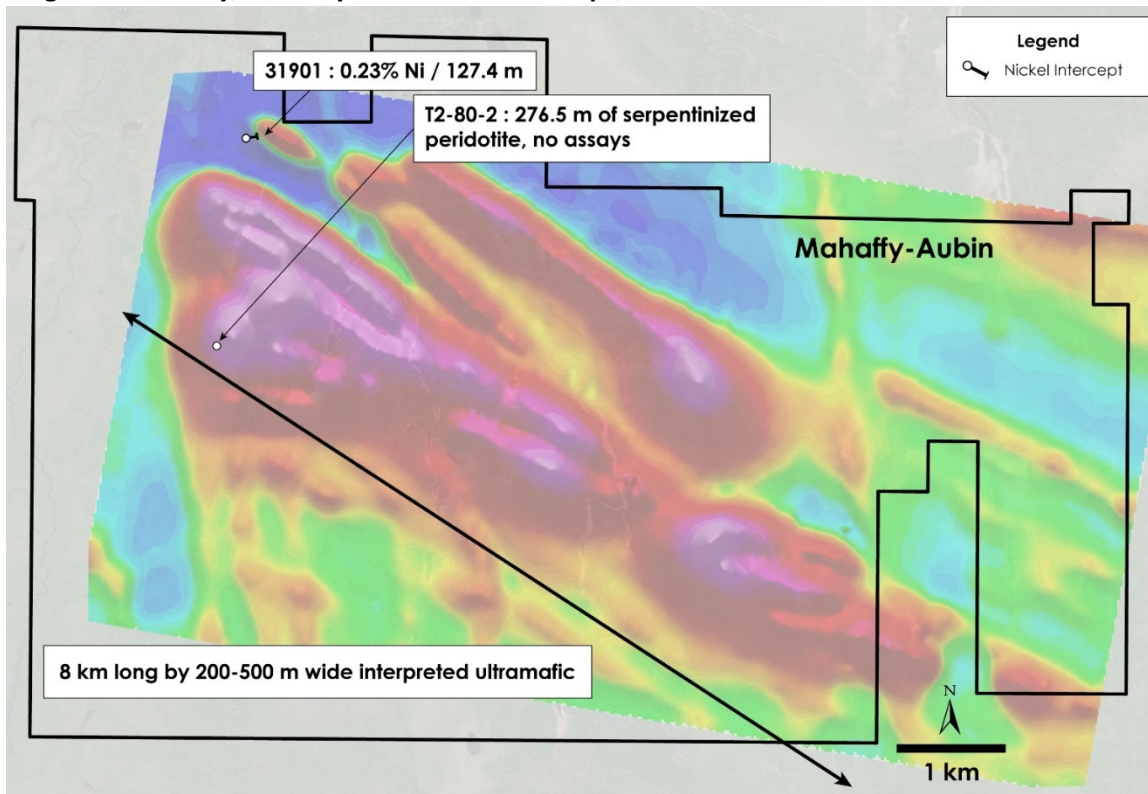 Legend
Nickel Intercept
31901 : 0.23% Ni / 127.4 m
T2-80-2 : 276.5 m of serpentinized
peridotite, no assays
Mahaffy-Aubin
8 km long by 200-500 m wide interpreted ultramafic
N
1 km